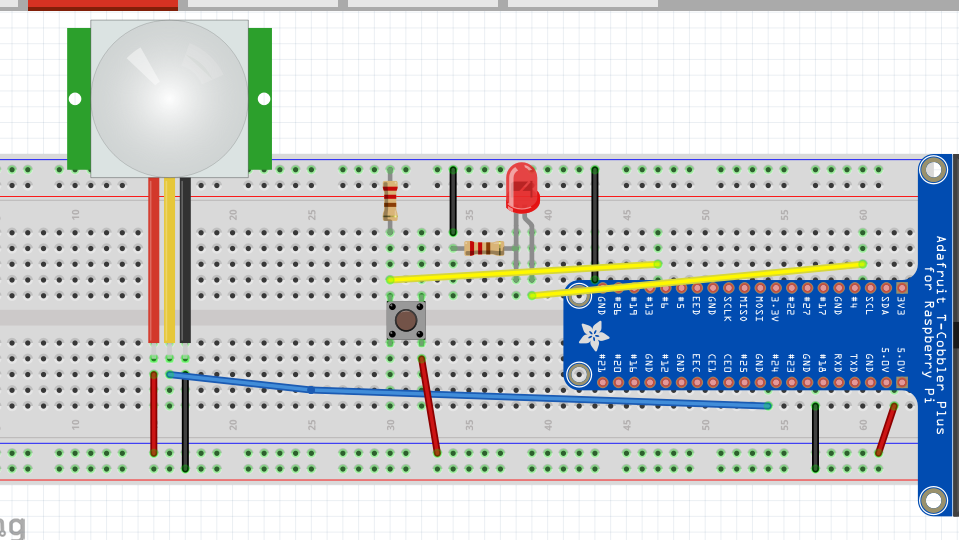 10 20 25 35 40 45 50 55 60
GND #26 #19 #13 #6 #5 EED GND SCLK MISO MOSI 3.3V #22 #27 #17 GND #4 SCL SDA 3V3
#21 #20 #16 GND #12 GND EEC CE1 CE0 #25 GND #24 #23 GND #18 RXD TXD GND 5.0V 5.0V
Adafruit T-Cobbler Plus
for Raspberry Pi
10 20 25 30 35 40 45 50 55 60
ng